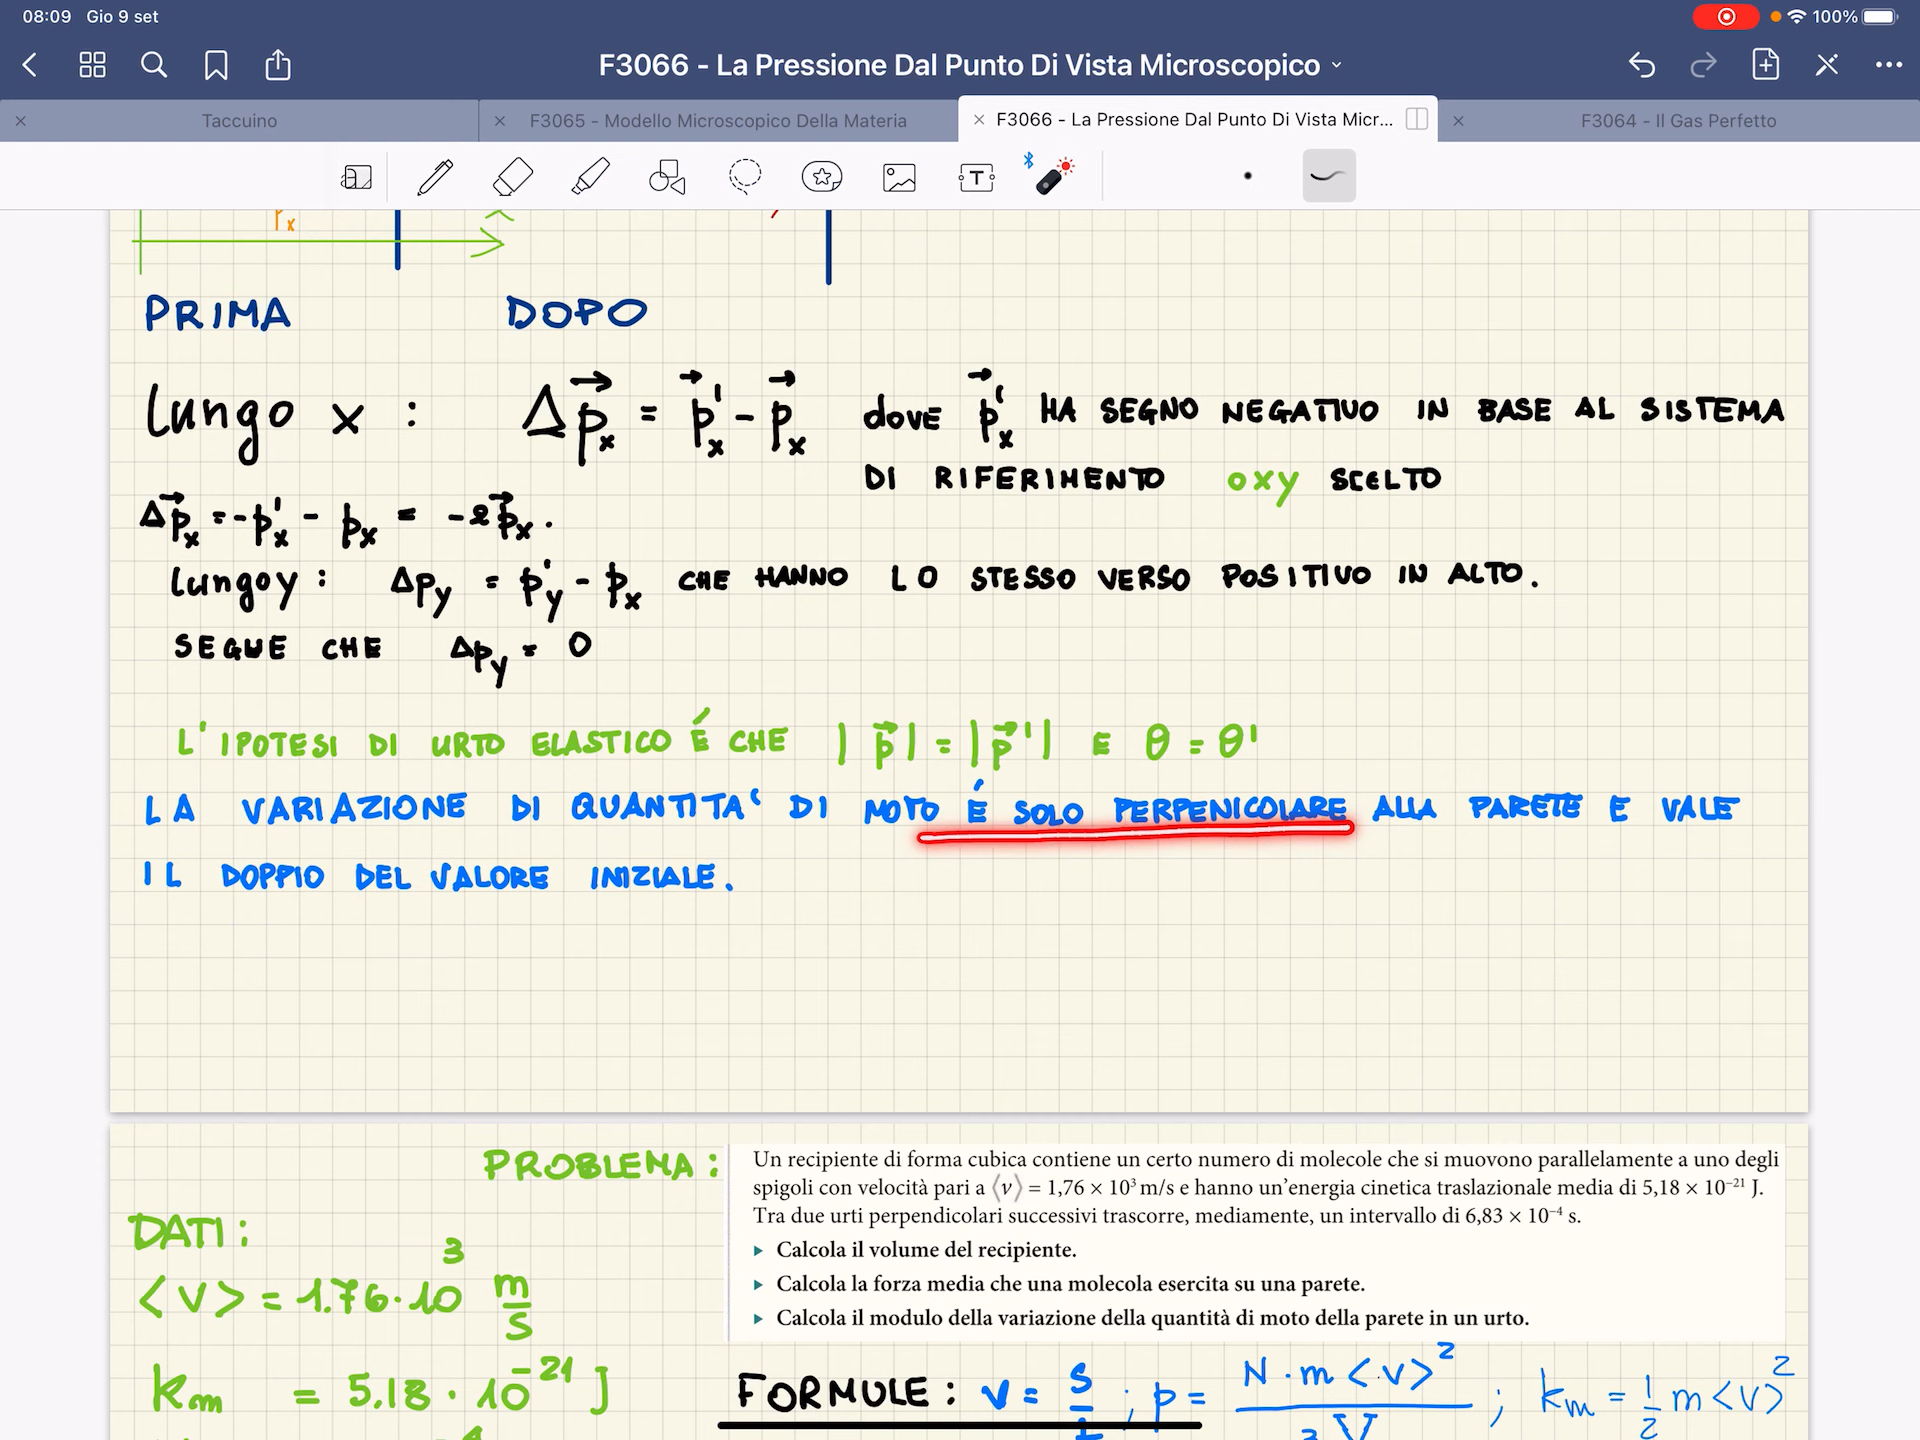 08:09 Gio 9 set 100%
F3066 - La Pressione Dal Punto Di Vista Microscopico
Taccuino F3065 - Modello Microscopico Della Materia F3066 - La Pressione Dal Punto Di Vista Micr... F3064 - Il Gas Perfetto
Px
PRIMA DOPO
Lungo x : Δp⃗x = p⃗'x - p⃗x dove p⃗'x HA SEGNO NEGATIVO IN BASE AL SISTEMA
DI RIFERIMENTO oxy SCELTO
Δp⃗x = -p'x - px = -2p⃗x.
Lungo y : Δpy = p'y - px CHE HANNO LO STESSO VERSO POSITIVO IN ALTO.
SEGUE CHE Δpy = 0
L'IPOTESI DI URTO ELASTICO É CHE |p⃗| = |p⃗'| E θ = θ'
LA VARIAZIONE DI QUANTITA' DI MOTO É SOLO PERPENICOLARE ALLA PARETE E VALE
IL DOPPIO DEL VALORE INIZIALE.
PROBLEMA :
Un recipiente di forma cubica contiene un certo numero di molecole che si muovono parallelamente a uno degli
spigoli con velocità pari a ⟨v⟩ = 1,76 × 10³ m/s e hanno un'energia cinetica traslazionale media di 5,18 × 10⁻²¹ J.
Tra due urti perpendicolari successivi trascorre, mediamente, un intervallo di 6,83 × 10⁻⁴ s.
▸ Calcola il volume del recipiente.
▸ Calcola la forza media che una molecola esercita su una parete.
▸ Calcola il modulo della variazione della quantità di moto della parete in un urto.
DATI :
<v> = 1.76·10³ m/s
Km = 5.18 · 10⁻²¹ J
FORMULE : v = s/t ; p = N·m<v>²/3V ; Km = 1/2 m<v>²